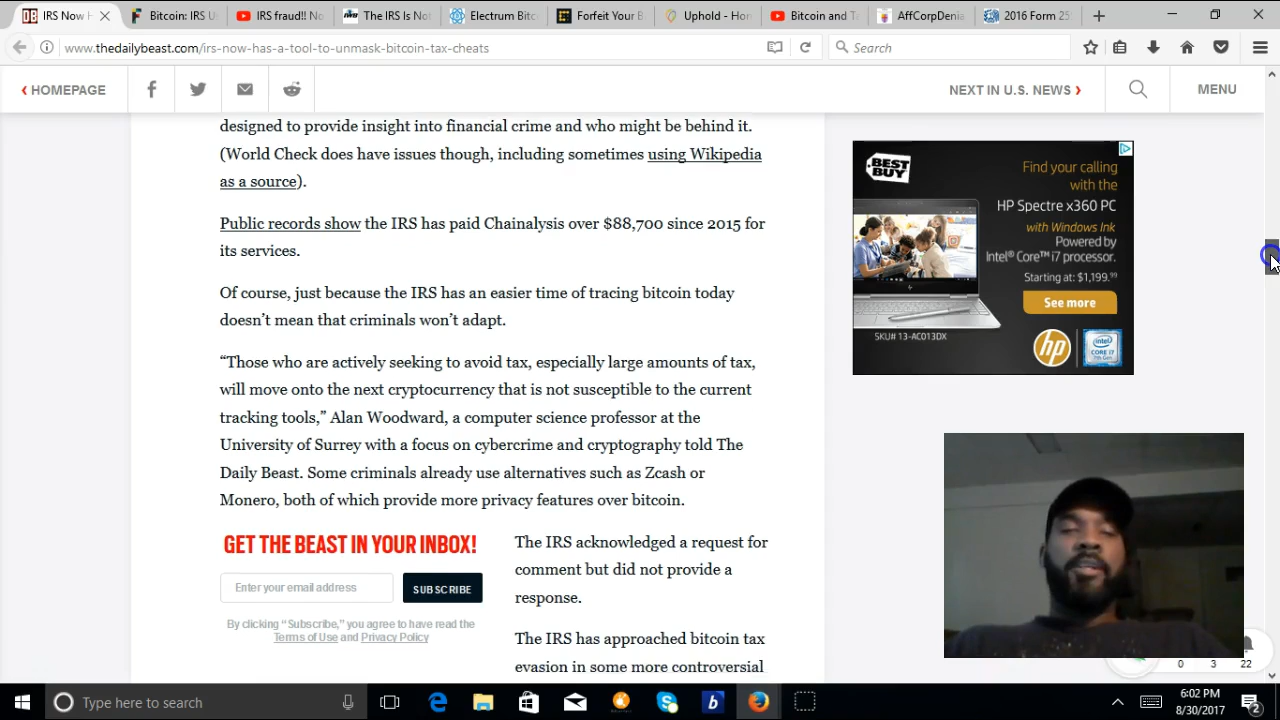 IRS Now H
Bitcoin: IRS U
IRS fraud!! No
The IRS Is No
Electrum Bitc
Forfeit Your B
Uphold - Hon
Bitcoin and Ta
AffCorpDenia
2016 Form 25
www.thedailybeast.com/irs-now-has-a-tool-to-unmask-bitcoin-tax-cheats
Search
HOMEPAGE
NEXT IN U.S. NEWS
MENU
designed to provide insight into financial crime and who might be behind it.
(World Check does have issues though, including sometimes using Wikipedia
as a source).
Public records show the IRS has paid Chainalysis over $88,700 since 2015 for
its services.
Of course, just because the IRS has an easier time of tracing bitcoin today
doesn’t mean that criminals won’t adapt.
“Those who are actively seeking to avoid tax, especially large amounts of tax,
will move onto the next cryptocurrency that is not susceptible to the current
tracking tools,” Alan Woodward, a computer science professor at the
University of Surrey with a focus on cybercrime and cryptography told The
Daily Beast. Some criminals already use alternatives such as Zcash or
Monero, both of which provide more privacy features over bitcoin.
GET THE BEAST IN YOUR INBOX!
Enter your email address
SUBSCRIBE
By clicking “Subscribe,” you agree to have read the
Terms of Use and Privacy Policy
The IRS acknowledged a request for
comment but did not provide a
response.
The IRS has approached bitcoin tax
evasion in some more controversial
BEST
BUY
Find your calling
with the
HP Spectre x360 PC
with Windows Ink
Powered by
Intel® Core™ i7 processor.
Starting at: $1,199.99
See more
SKU# 13-AC013DX
hp
intel
CORE i7
7th Gen
0 3 22
Type here to search
6:02 PM
8/30/2017
2